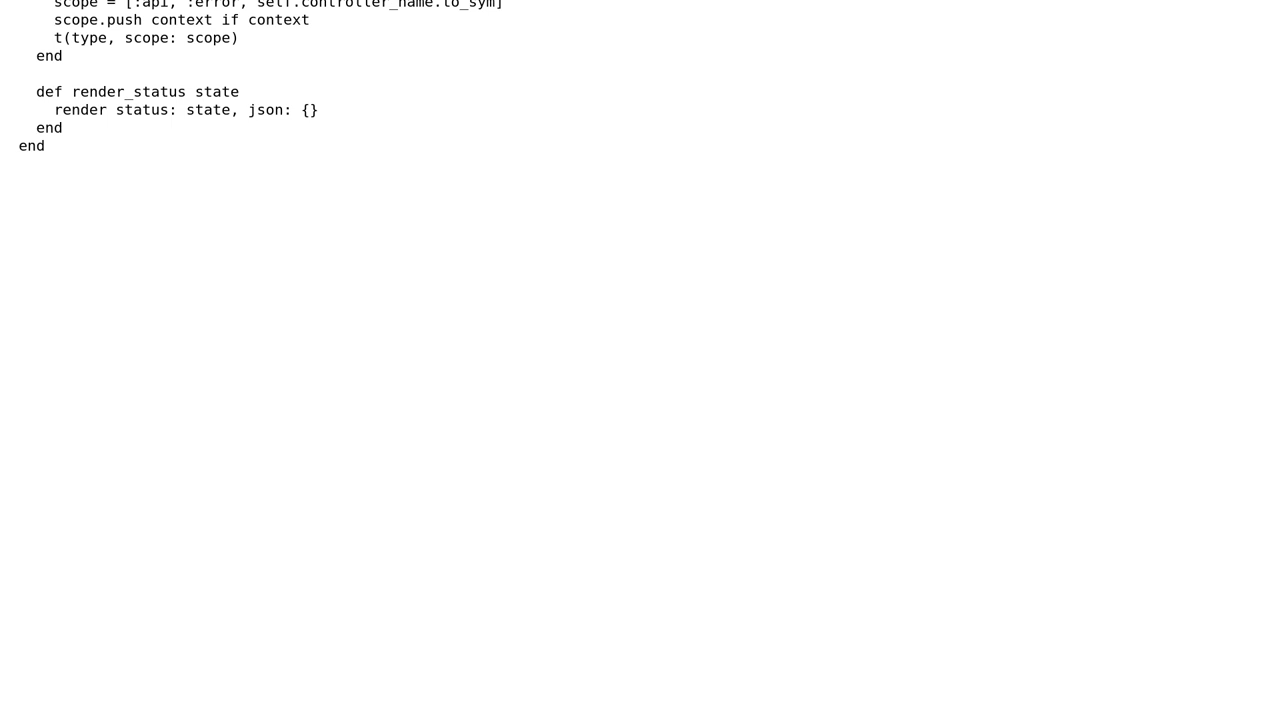 scope = [:api, :error, self.controller_name.to_sym]
    scope.push context if context
    t(type, scope: scope)
  end

  def render_status state
    render status: state, json: {}
  end
end